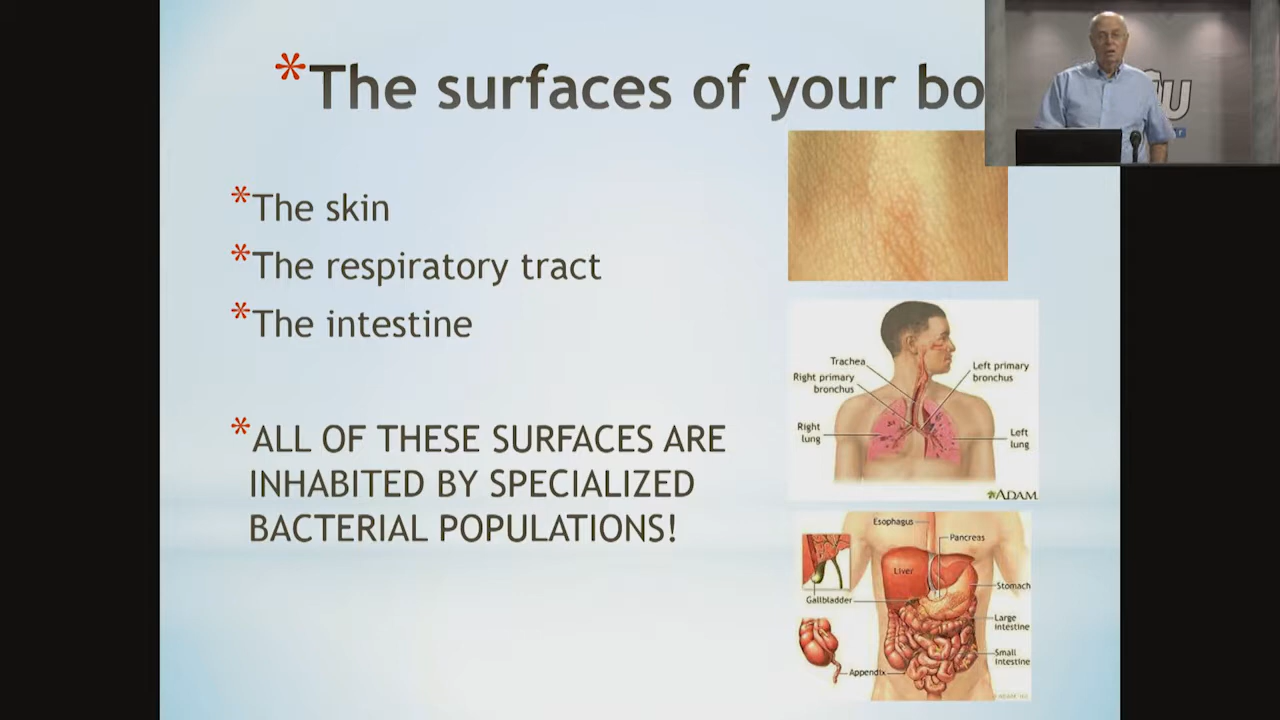 *The surfaces of your bo
*The skin
*The respiratory tract
*The intestine
*ALL OF THESE SURFACES ARE
INHABITED BY SPECIALIZED
BACTERIAL POPULATIONS!
Trachea
Right primary
bronchus
Left primary
bronchus
Right
lung
Left
lung
ADAM
Esophagus
Pancreas
Liver
Stomach
Gallbladder
Large
intestine
Small
intestine
Appendix
U